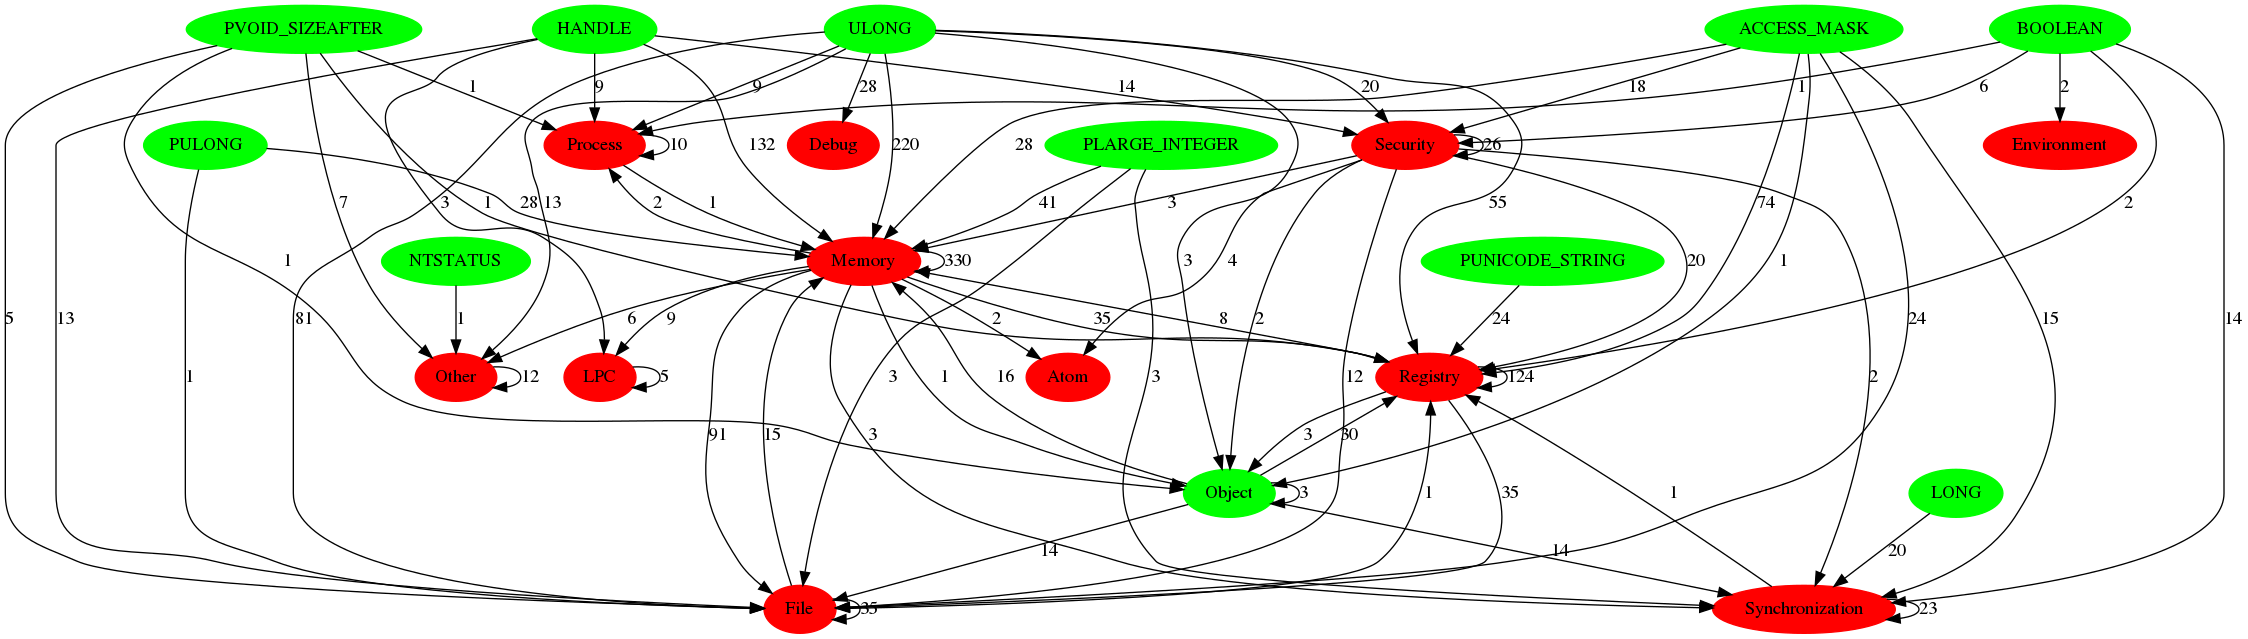 PVOID_SIZEAFTER HANDLE ULONG ACCESS_MASK BOOLEAN
1 9 9 28 14 20 18 1 6 2
PULONG Process 10 132 Debug 220 28 PLARGE_INTEGER Security 26 Environment
7 3 1 28 13 2 1 41 3 55 74 2
1 NTSTATUS Memory 330 3 4 2 PUNICODE_STRING 20 1
5 13 81 1 6 9 2 35 8 24 24 15 14
Other 12 LPC 5 Atom Registry 124
1 3 12 2
91 15 3 1 16 3 3 30 1 35 1
Object 3 LONG
14 14 20
File 35 Synchronization 23